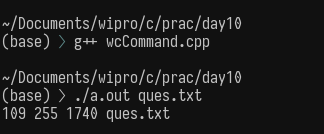 ~/Documents/wipro/c/prac/day10
(base) > g++ wcCommand.cpp
~/Documents/wipro/c/prac/day10
(base) > ./a.out ques.txt
109 255 1740 ques.txt